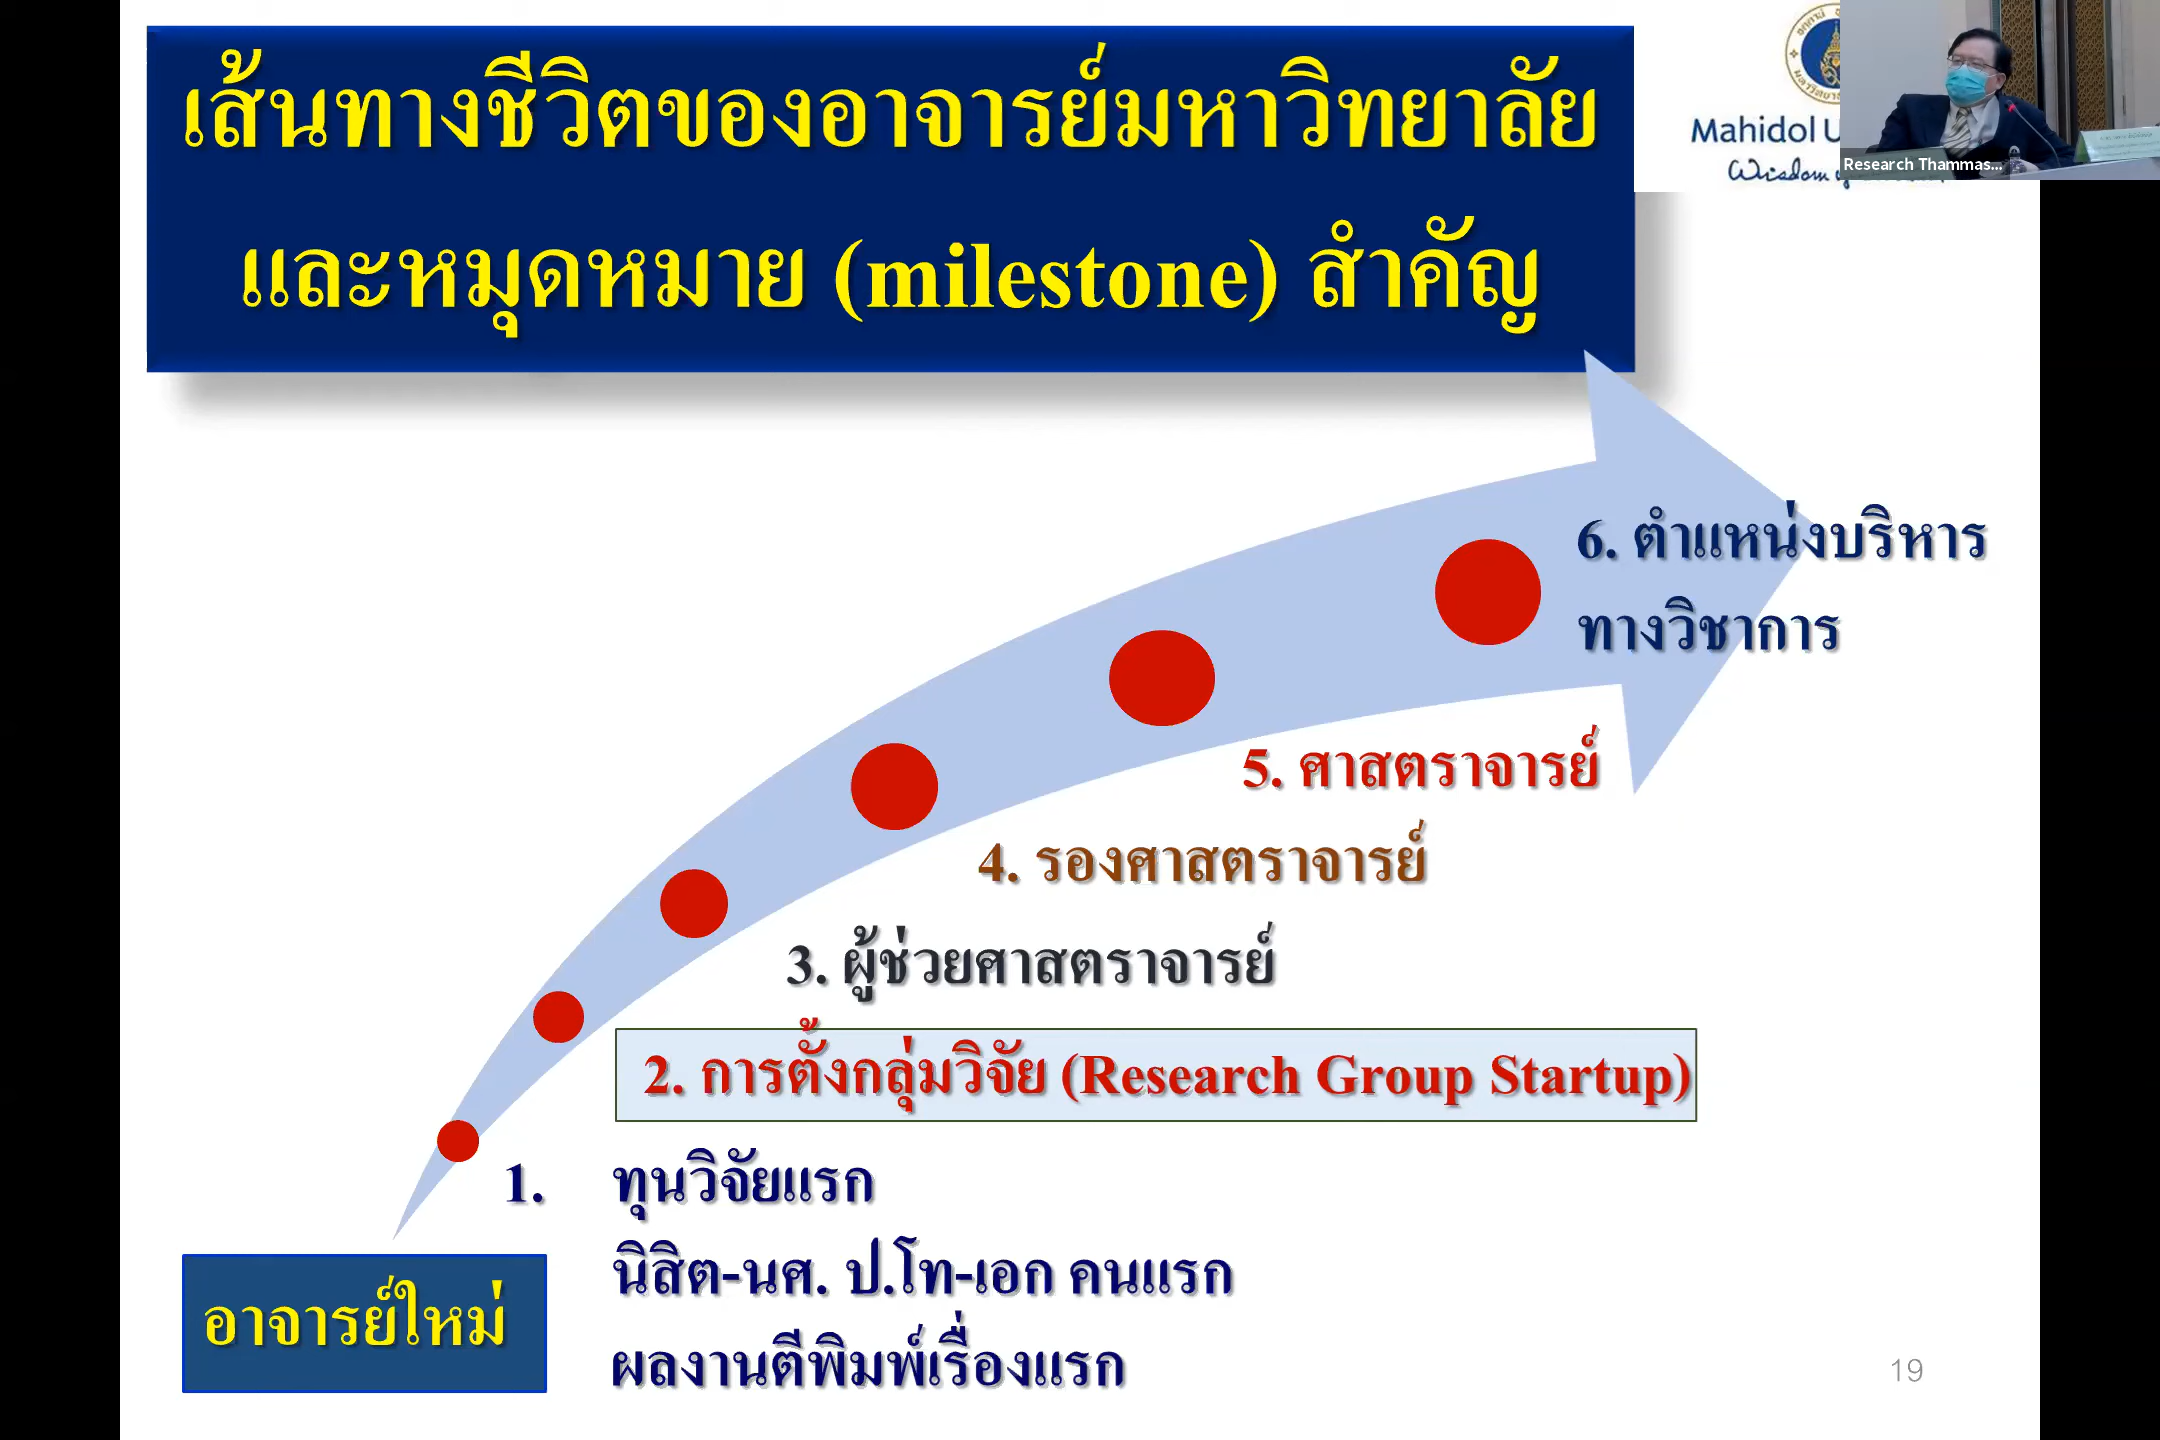 เส้นทางชีวิตของอาจารย์มหาวิทยาลัย
และหมุดหมาย (milestone) สำคัญ
Mahidol U
Wisdom
Research Thammas...
6. ตำแหน่งบริหาร
ทางวิชาการ
5. ศาสตราจารย์
4. รองศาสตราจารย์
3. ผู้ช่วยศาสตราจารย์
2. การตั้งกลุ่มวิจัย (Research Group Startup)
1. ทุนวิจัยแรก
นิสิต-นศ. ป.โท-เอก คนแรก
ผลงานตีพิมพ์เรื่องแรก
อาจารย์ใหม่
19